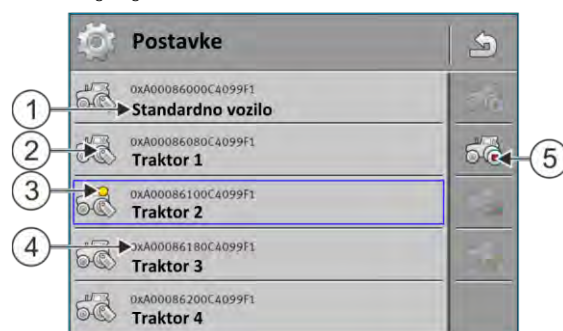 Postavke
0xA00086000C4099F1
Standardno vozilo
0xA00086080C4099F1
Traktor 1
0xA00086100C4099F1
Traktor 2
0xA00086180C4099F1
Traktor 3
0xA00086200C4099F1
Traktor 4
1
2
3
4
5